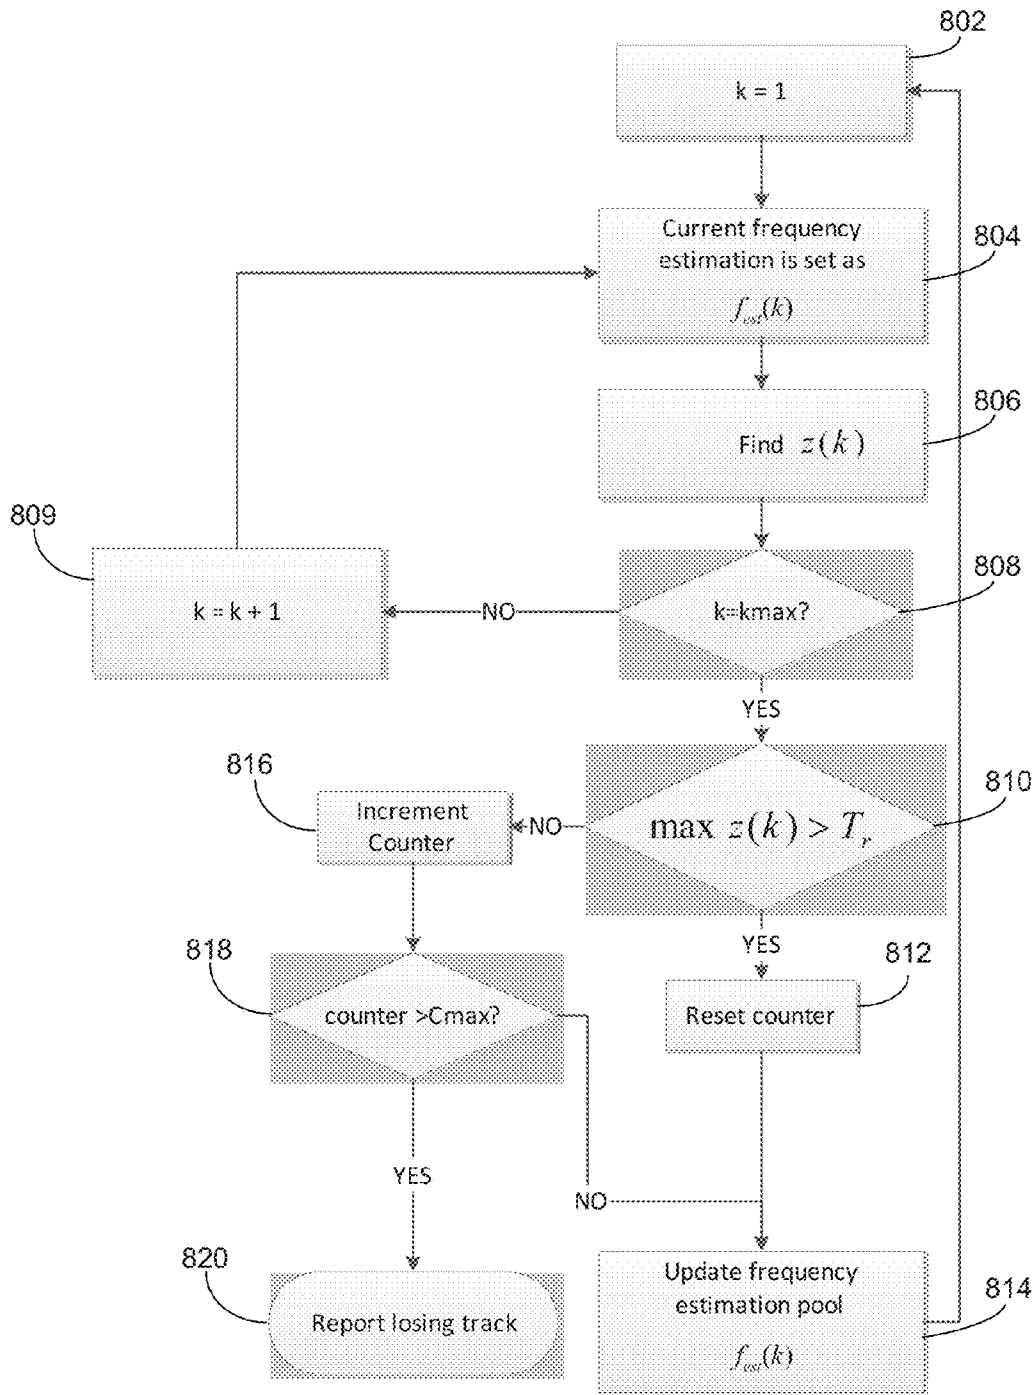 802
k = 1
Current frequency
estimation is set as
f_est(k)
804
806
Find z(k)
809
k = k + 1
NO
k=kmax?
808
YES
816
Increment
Counter
NO
max z(k) > T_r
810
YES
818
counter >Cmax?
812
Reset counter
YES
NO
820
Report losing track
Update frequency
estimation pool
f_est(k)
814